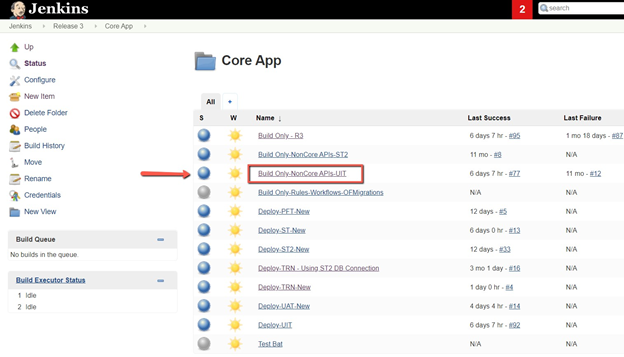 Jenkins
2
search
Jenkins Release 3 Core App
Up
Status
Configure
New Item
Delete Folder
People
Build History
Move
Rename
Credentials
New View
Build Queue
No builds in the queue.
Build Executor Status
1 Idle
2 Idle
Core App
All +
S W Name ↓ Last Success Last Failure
Build Only - R3 6 days 7 hr - #95 1 mo 18 days - #87
Build Only-NonCore APIs-ST2 11 mo - #8 N/A
Build Only-NonCore APIs-UIT 6 days 7 hr - #77 11 mo - #12
Build Only-Rules-Workflows-OFMigrations N/A N/A
Deploy-PFT-New 12 days - #5 N/A
Deploy-ST-New 6 days 0 hr - #13 N/A
Deploy-ST2-New 12 days - #33 N/A
Deploy-TRN - Using ST2 DB Connection 3 mo 1 day - #16 N/A
Deploy-TRN-New 1 day 0 hr - #4 N/A
Deploy-UAT-New 4 days 4 hr - #14 N/A
Deploy-UIT 6 days 7 hr - #92 N/A
Test Bat N/A N/A